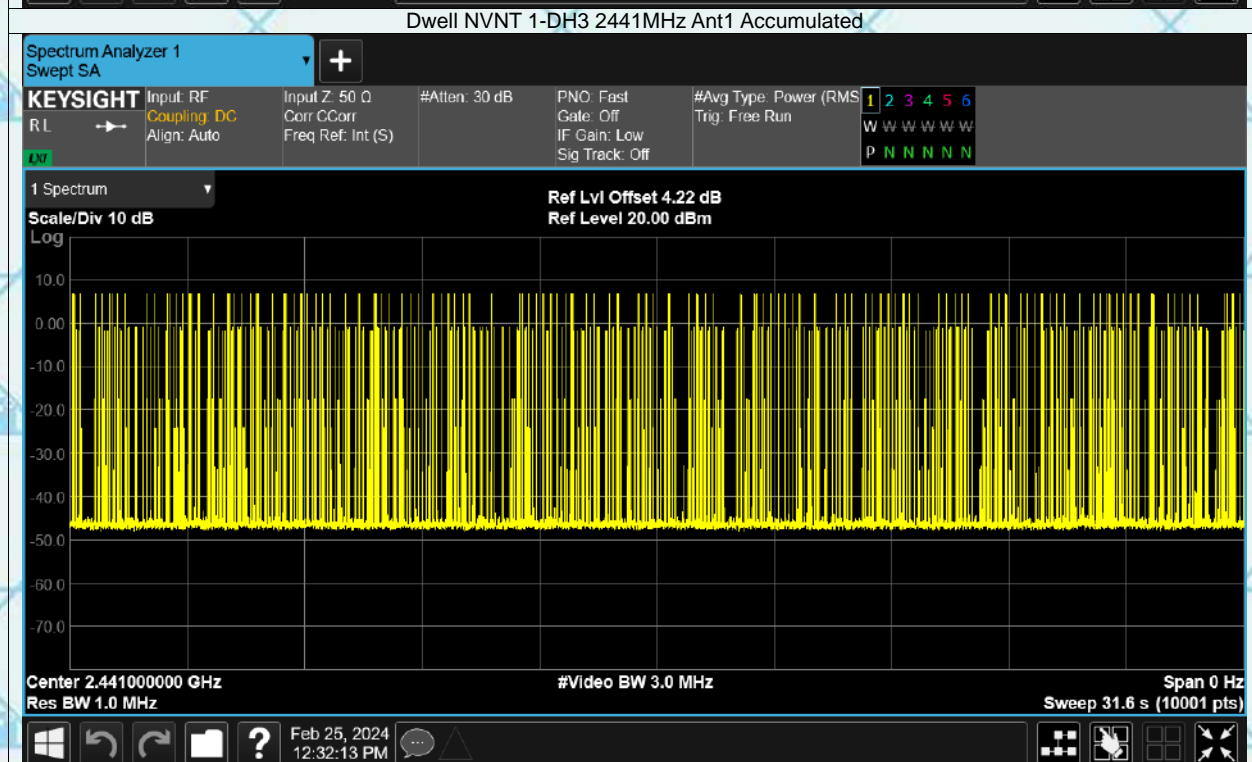 Dwell NVNT 1-DH3 2441MHz Ant1 Accumulated
Spectrum Analyzer 1
Swept SA
KEYSIGHT
RL
LXI
Input: RF
Coupling: DC
Align: Auto
Input Z: 50 Ω
Corr CCorr
Freq Ref: Int (S)
#Atten: 30 dB
PNO: Fast
Gate: Off
IF Gain: Low
Sig Track: Off
#Avg Type: Power (RMS
Trig: Free Run
1 2 3 4 5 6
W W W W W W
P N N N N N
1 Spectrum
Scale/Div 10 dB
Ref Lvl Offset 4.22 dB
Ref Level 20.00 dBm
Log
10.0
0.00
-10.0
-20.0
-30.0
-40.0
-50.0
-60.0
-70.0
Center 2.441000000 GHz
#Video BW 3.0 MHz
Span 0 Hz
Res BW 1.0 MHz
Sweep 31.6 s (10001 pts)
Feb 25, 2024
12:32:13 PM